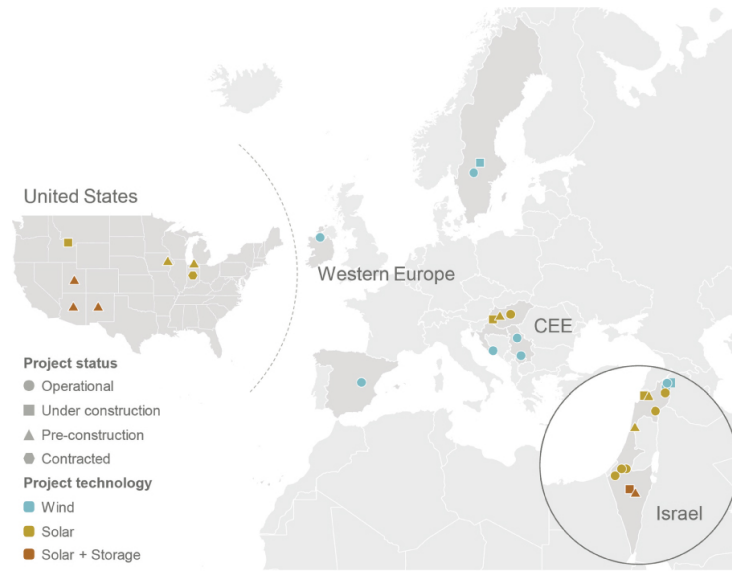 United States
Western Europe
CEE
Project status
Operational
Under construction
Pre-construction
Contracted
Project technology
Wind
Solar
Solar + Storage
Israel